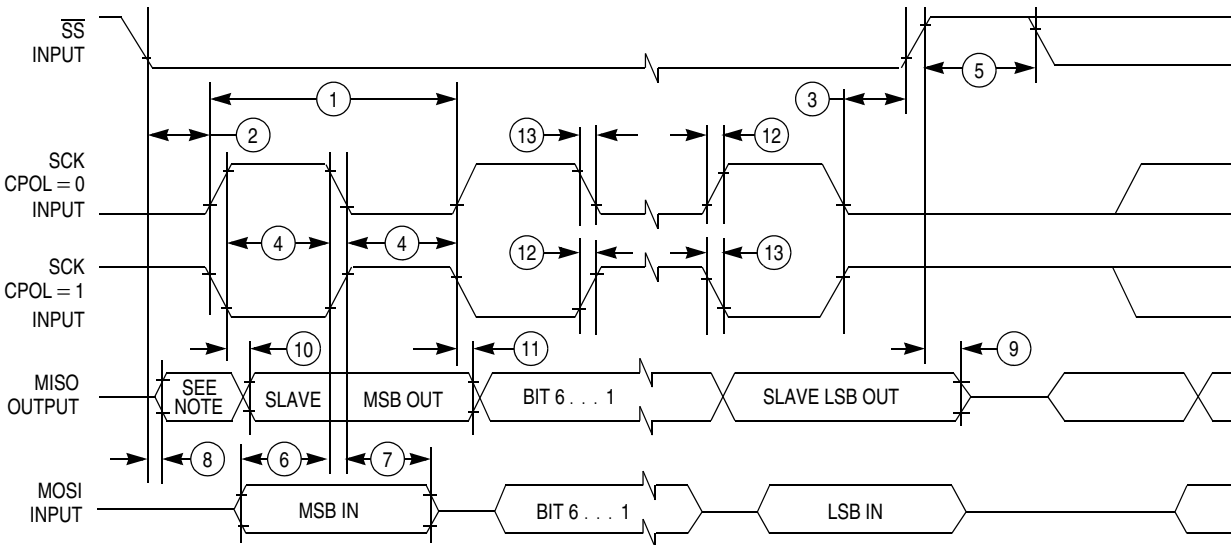 SS
INPUT
5
1
3
2
13
12
SCK
CPOL = 0
INPUT
4
4
SCK
CPOL = 1
INPUT
12
13
10
11
9
MISO
OUTPUT
SEE
NOTE
SLAVE
MSB OUT
BIT 6 . . . 1
SLAVE LSB OUT
8
6
7
MOSI
INPUT
MSB IN
BIT 6 . . . 1
LSB IN